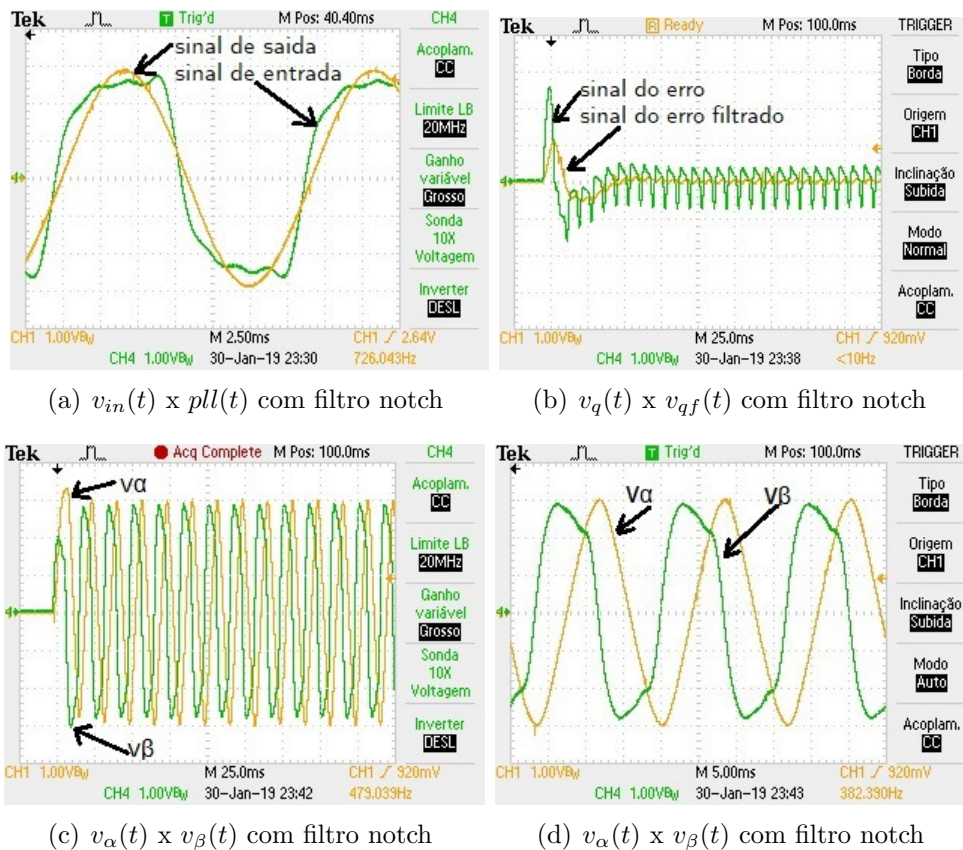 Tek
T Trig'd
M Pos: 40.40ms
CH4
sinal de saida
sinal de entrada
Acoplam.
CC
Limite LB
20MHz
Ganho
variável
Grosso
Sonda
10X
Voltagem
Inverter
DESL
CH1 1.00VBw
M 2.50ms
CH1 / 2.64V
CH4 1.00VBw
30-Jan-19 23:30
726.043Hz
(a) vin(t) x pll(t) com filtro notch
Tek
R Ready
M Pos: 100.0ms
TRIGGER
sinal do erro
sinal do erro filtrado
Tipo
Borda
Origem
CH1
Inclinação
Subida
Modo
Normal
Acoplam.
CC
CH1 1.00VBw
M 25.0ms
CH1 / 920mV
CH4 1.00VBw
30-Jan-19 23:38
<10Hz
(b) vq(t) x vqf(t) com filtro notch
Tek
Acq Complete
M Pos: 100.0ms
CH4
vα
vβ
Acoplam.
CC
Limite LB
20MHz
Ganho
variável
Grosso
Sonda
10X
Voltagem
Inverter
DESL
CH1 1.00VBw
M 25.0ms
CH1 / 920mV
CH4 1.00VBw
30-Jan-19 23:42
479.039Hz
(c) vα(t) x vβ(t) com filtro notch
Tek
T Trig'd
M Pos: 100.0ms
TRIGGER
vα
vβ
Tipo
Borda
Origem
CH1
Inclinação
Subida
Modo
Auto
Acoplam.
CC
CH1 1.00VBw
M 5.00ms
CH1 / 920mV
CH4 1.00VBw
30-Jan-19 23:43
382.390Hz
(d) vα(t) x vβ(t) com filtro notch